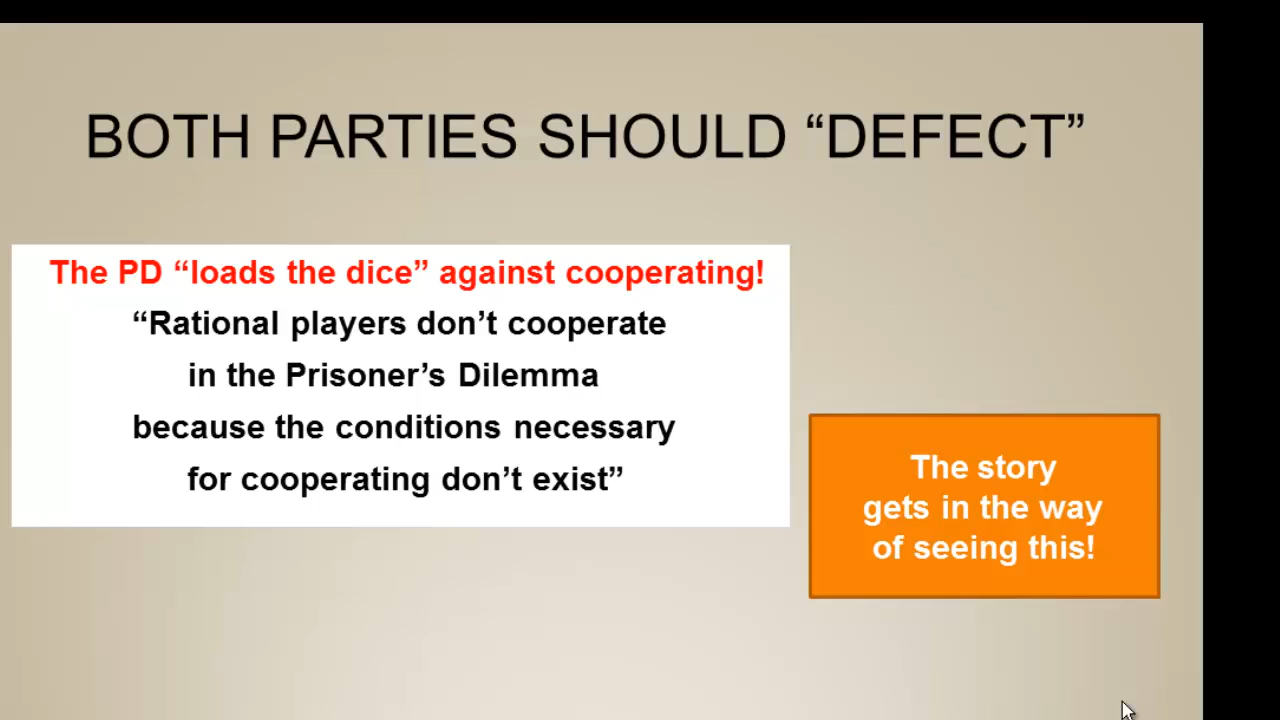 BOTH PARTIES SHOULD “DEFECT”
The PD “loads the dice” against cooperating!
“Rational players don’t cooperate
in the Prisoner’s Dilemma
because the conditions necessary
for cooperating don’t exist”
The story
gets in the way
of seeing this!